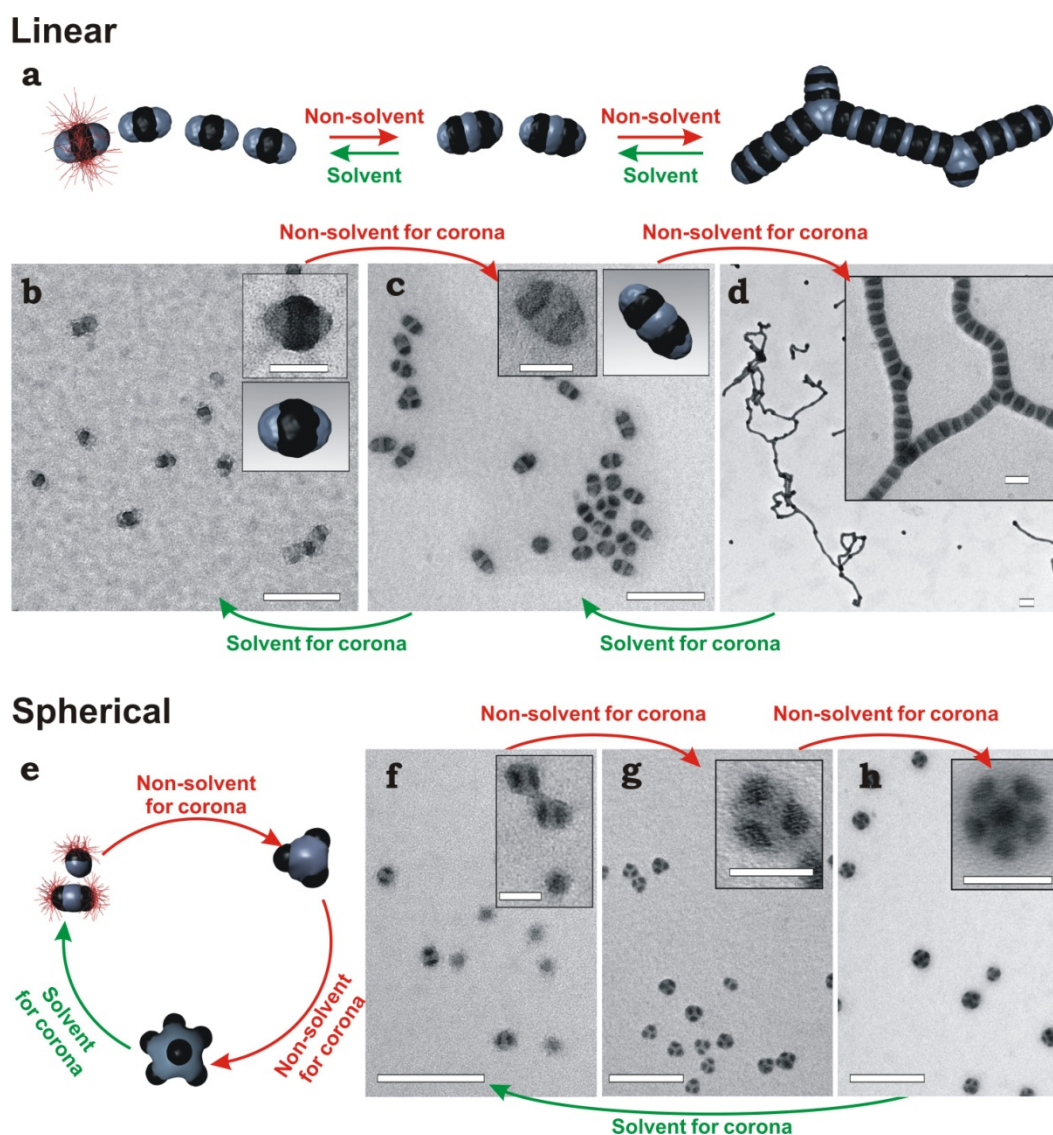 Linear
a
Non-solvent
Solvent
Non-solvent
Solvent
Non-solvent for corona
Non-solvent for corona
b
c
d
Solvent for corona
Solvent for corona
Spherical
Non-solvent for corona
Non-solvent for corona
e
Non-solvent
for corona
Solvent
for corona
Non-solvent
for corona
f
g
h
Solvent for corona